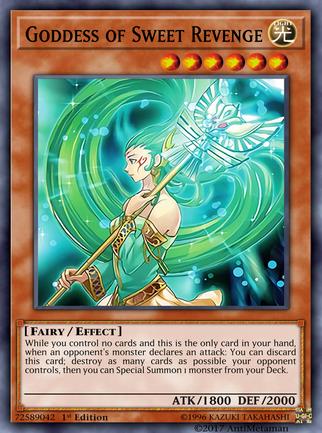 GODDESS OF SWEET REVENGE
LIGHT
光
[ FAIRY / EFFECT ]
While you control no cards and this is the only card in your hand,
when an opponent's monster declares an attack: You can discard
this card; destroy as many cards as possible your opponent
controls, then you can Special Summon 1 monster from your Deck.
ATK/1800 DEF/2000
72589042 1st Edition ©1996 KAZUKI TAKAHASHI
©2017 AntiMetaman